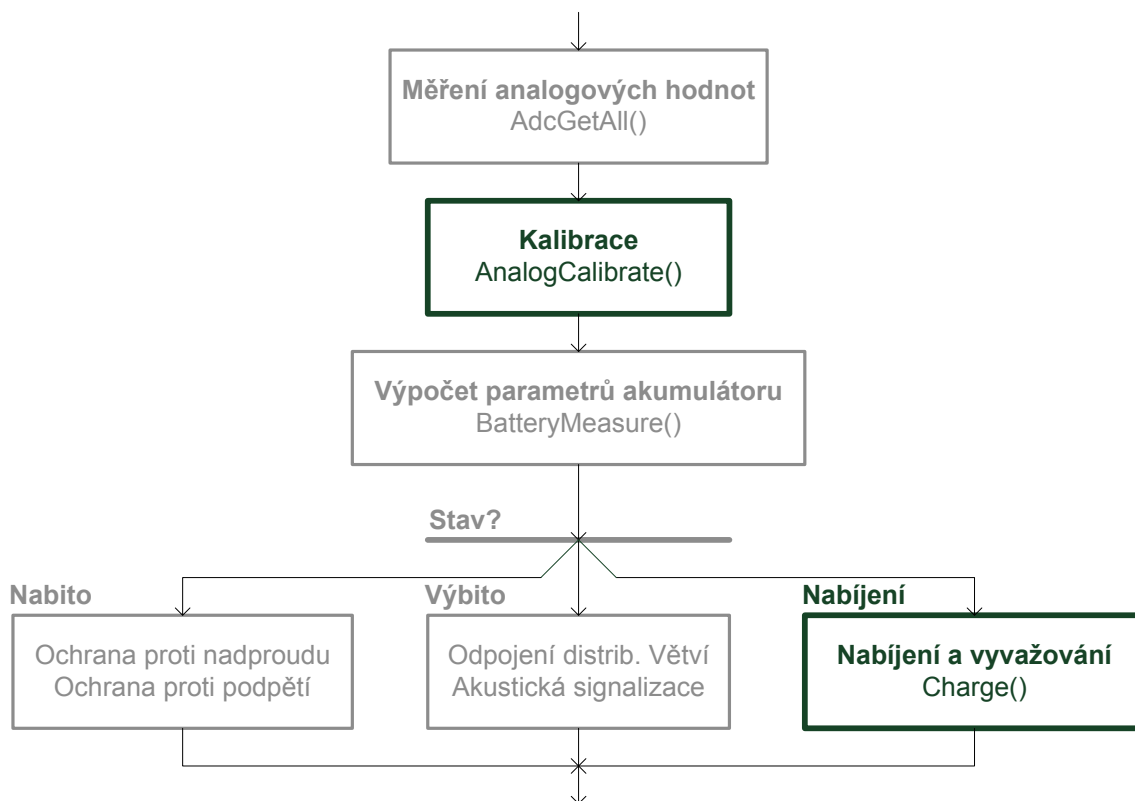 Měření analogových hodnot
AdcGetAll()
Kalibrace
AnalogCalibrate()
Výpočet parametrů akumulátoru
BatteryMeasure()
Stav?
Nabito
Ochrana proti nadproudu
Ochrana proti podpětí
Výbito
Odpojení distrib. Větví
Akustická signalizace
Nabíjení
Nabíjení a vyvažování
Charge()